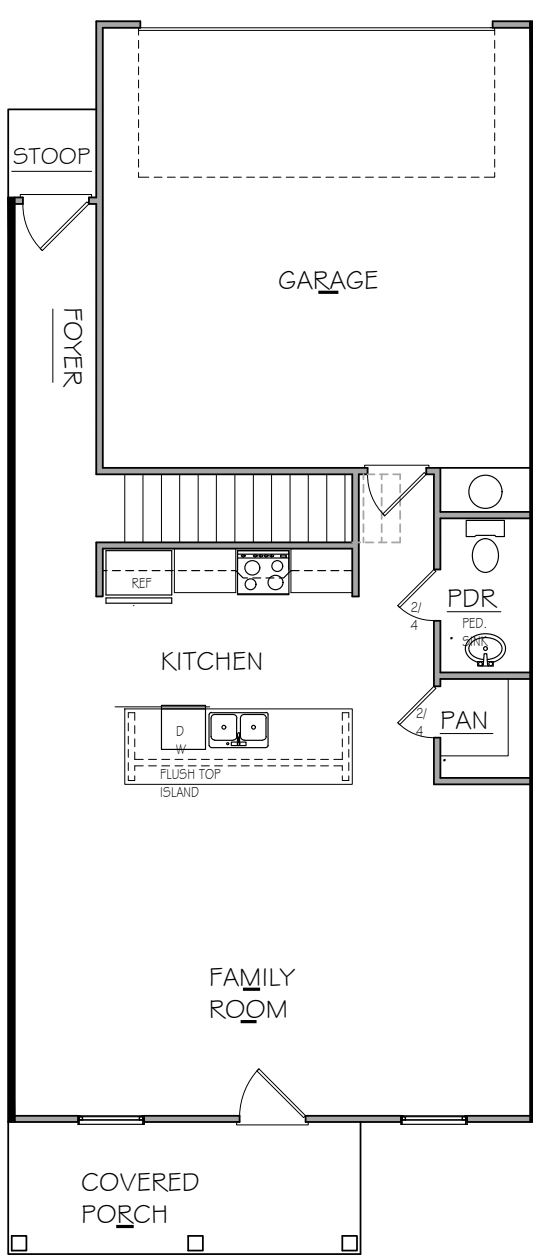 STOOP
GARAGE
FOYER
REF
2/
4
PDR
PED.
SINK
KITCHEN
2/
4
PAN
D
W
FLUSH TOP
ISLAND
FAMILY
ROOM
COVERED
PORCH